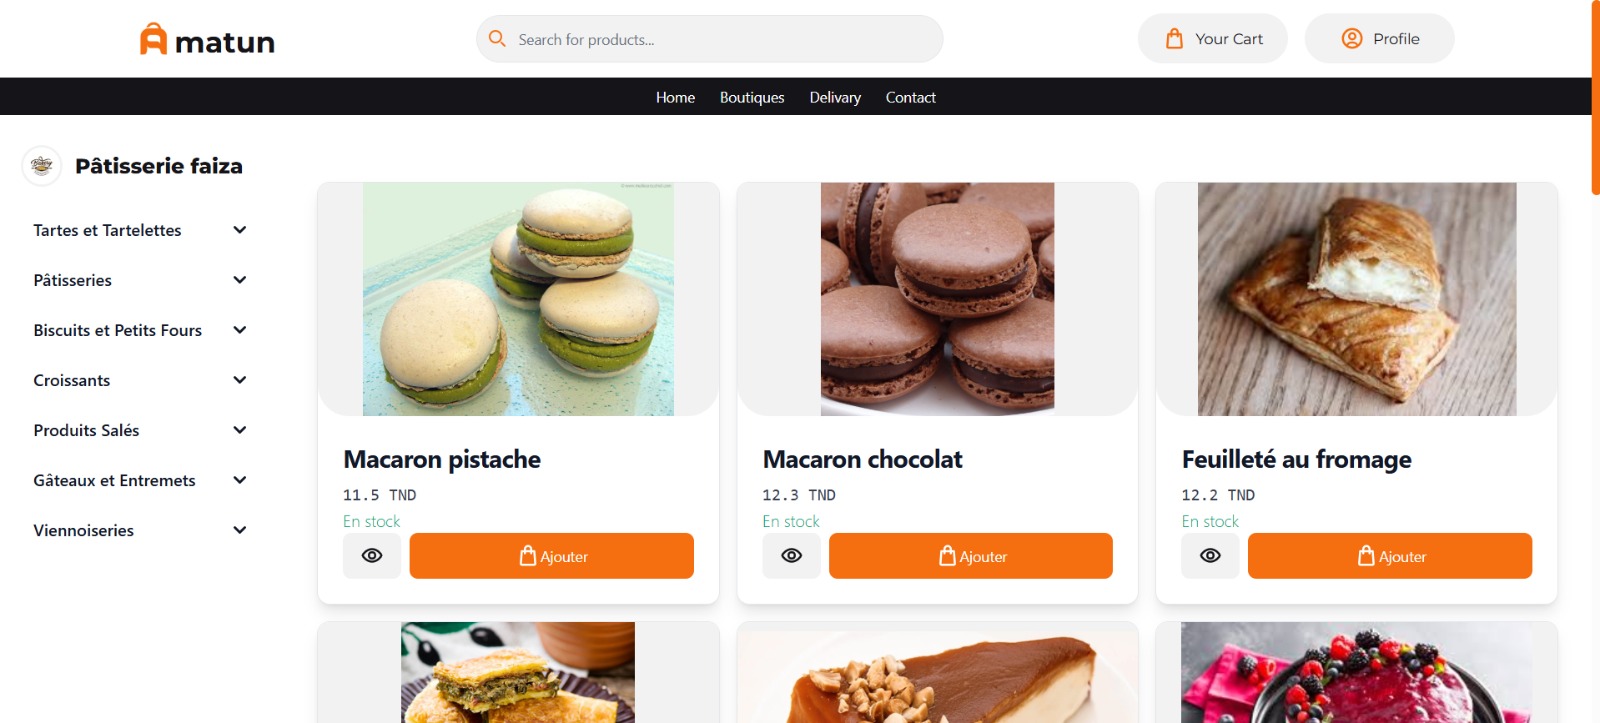 matun
Search for products...
Your Cart
Profile
Home Boutiques Delivary Contact
Pâtisserie faiza
Tartes et Tartelettes
Pâtisseries
Biscuits et Petits Fours
Croissants
Produits Salés
Gâteaux et Entremets
Viennoiseries
Macaron pistache
11.5 TND
En stock
Ajouter
Macaron chocolat
12.3 TND
En stock
Ajouter
Feuilleté au fromage
12.2 TND
En stock
Ajouter